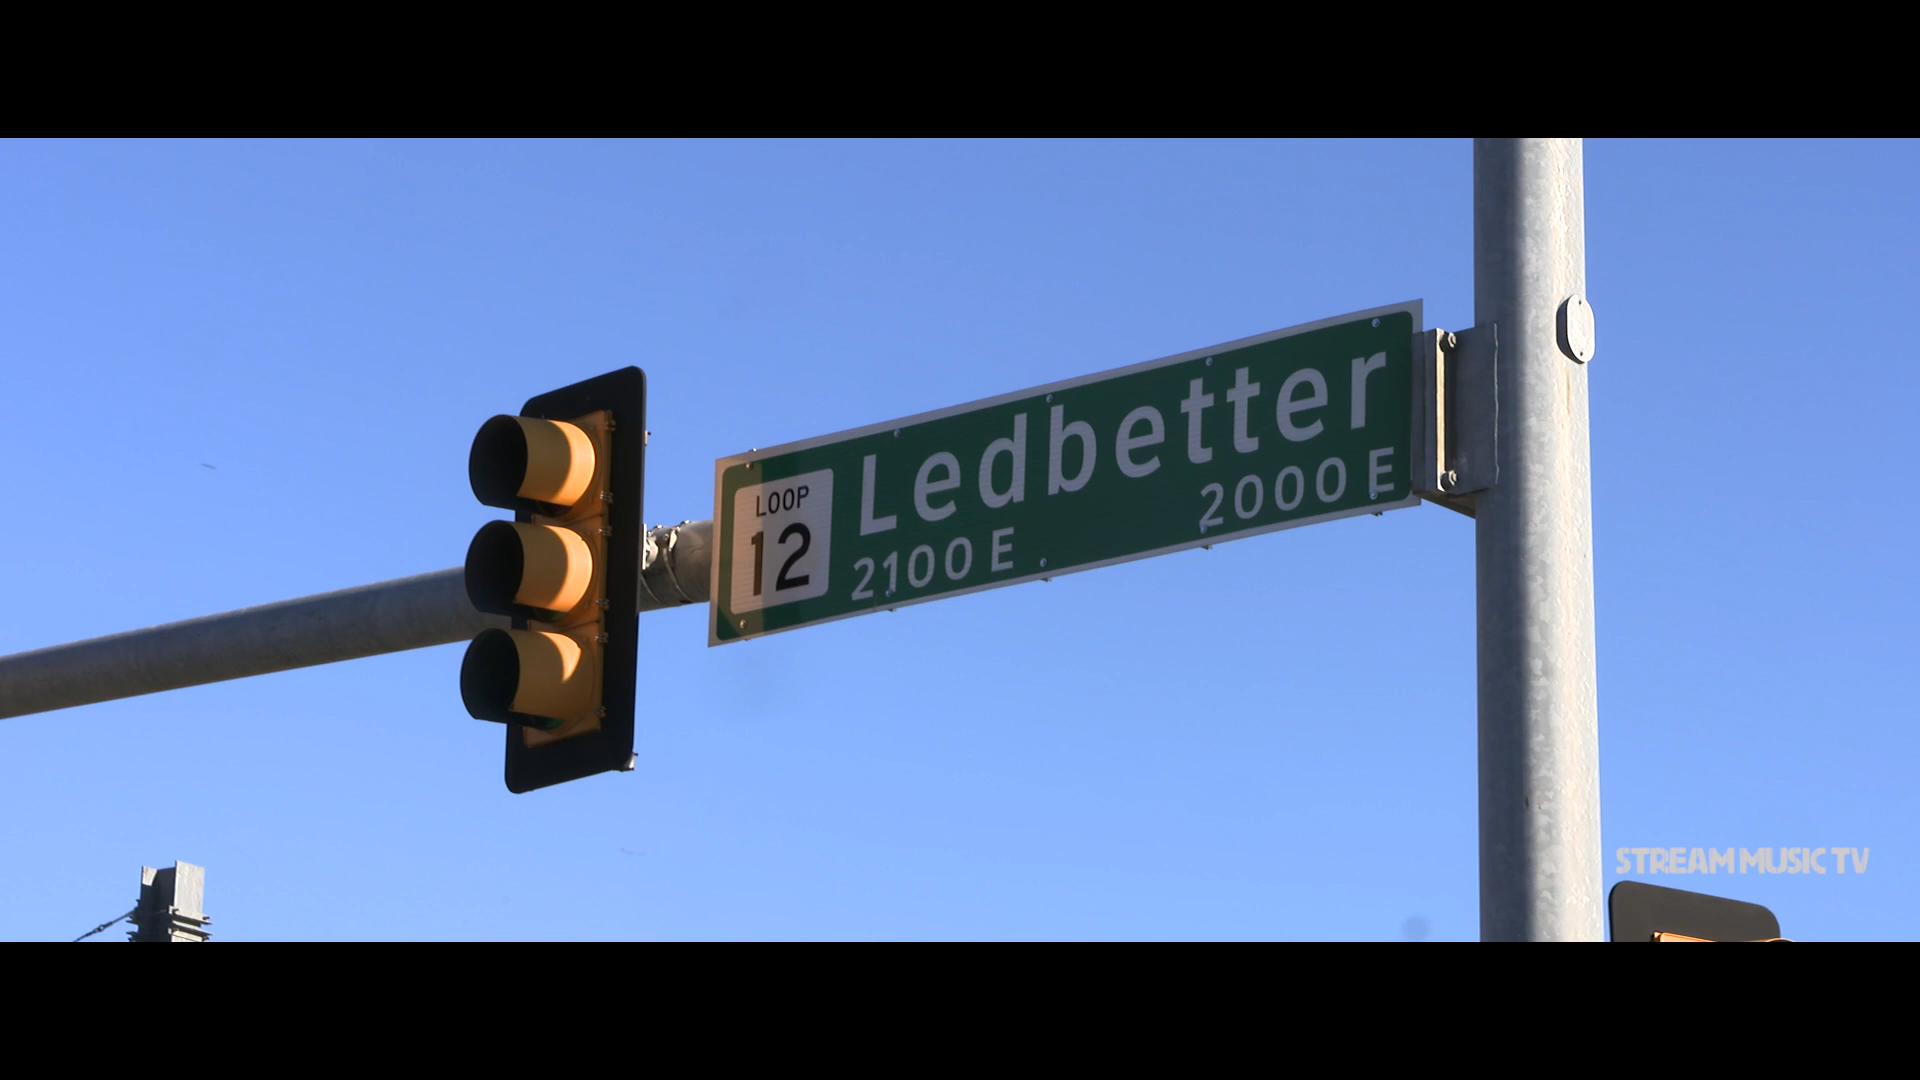 LOOP
12
Ledbetter
2100 E
2000 E
STREAM MUSIC TV